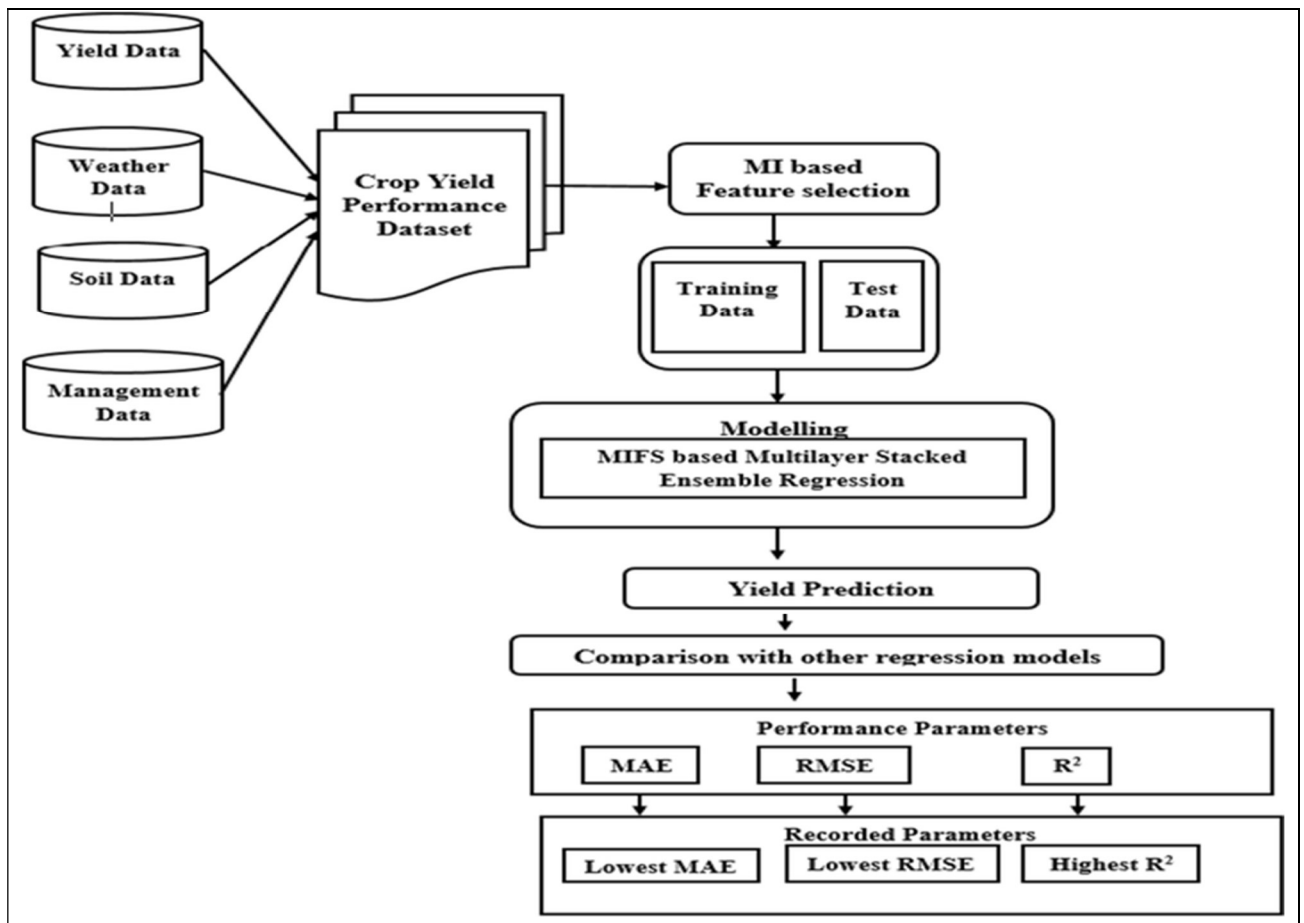 Yield Data
Weather
Data
Soil Data
Management
Data
Crop Yield
Performance
Dataset
MI based
Feature selection
Training
Data
Test
Data
Modelling
MIFS based Multilayer Stacked
Ensemble Regression
Yield Prediction
Comparison with other regression models
Performance Parameters
MAE
RMSE
R²
Recorded Parameters
Lowest MAE
Lowest RMSE
Highest R²